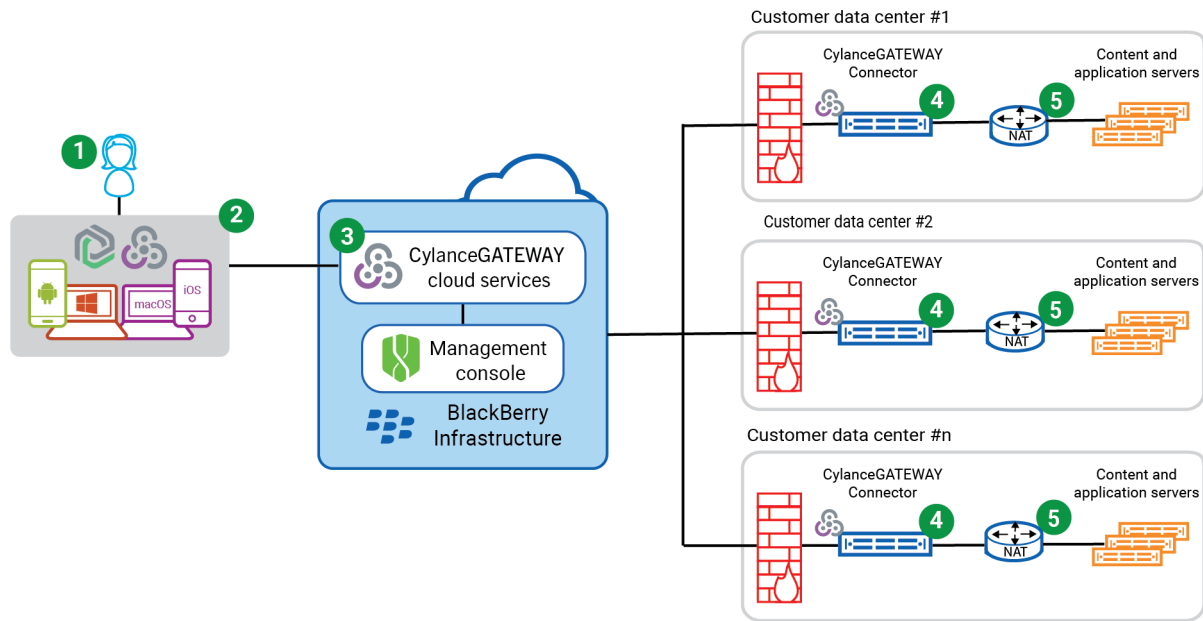 1
2
macOS
iOS
3
CylanceGATEWAY
cloud services
Management
console
BlackBerry
Infrastructure
Customer data center #1
CylanceGATEWAY
Connector
4
NAT
5
Content and
application servers
Customer data center #2
CylanceGATEWAY
Connector
4
NAT
5
Content and
application servers
Customer data center #n
CylanceGATEWAY
Connector
4
NAT
5
Content and
application servers